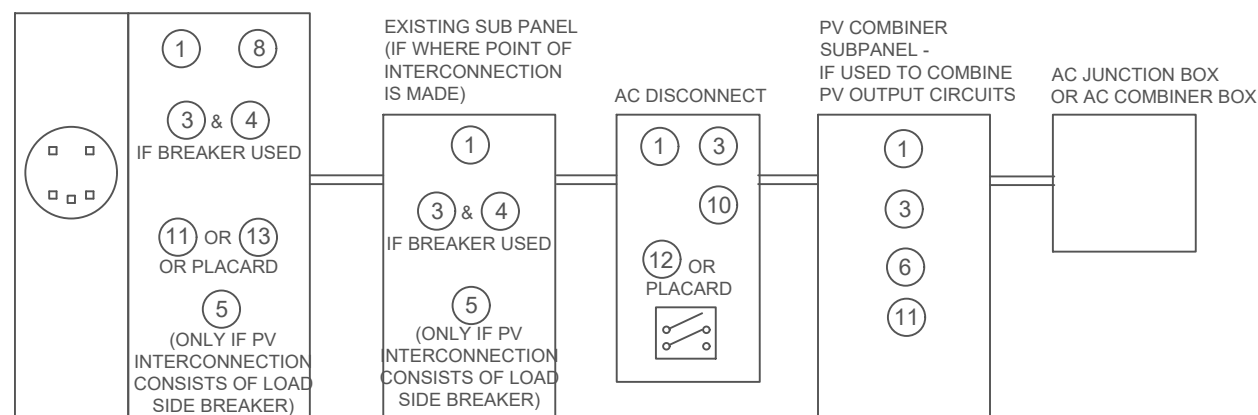 1 8
3 & 4
IF BREAKER USED
11 OR 13
OR PLACARD
5
(ONLY IF PV
INTERCONNECTION
CONSISTS OF LOAD
SIDE BREAKER)
EXISTING SUB PANEL
(IF WHERE POINT OF
INTERCONNECTION
IS MADE)
1
3 & 4
IF BREAKER USED
5
(ONLY IF PV
INTERCONNECTION
CONSISTS OF LOAD
SIDE BREAKER)
AC DISCONNECT
1 3
10
12 OR
PLACARD
PV COMBINER
SUBPANEL -
IF USED TO COMBINE
PV OUTPUT CIRCUITS
1
3
6
11
AC JUNCTION BOX
OR AC COMBINER BOX